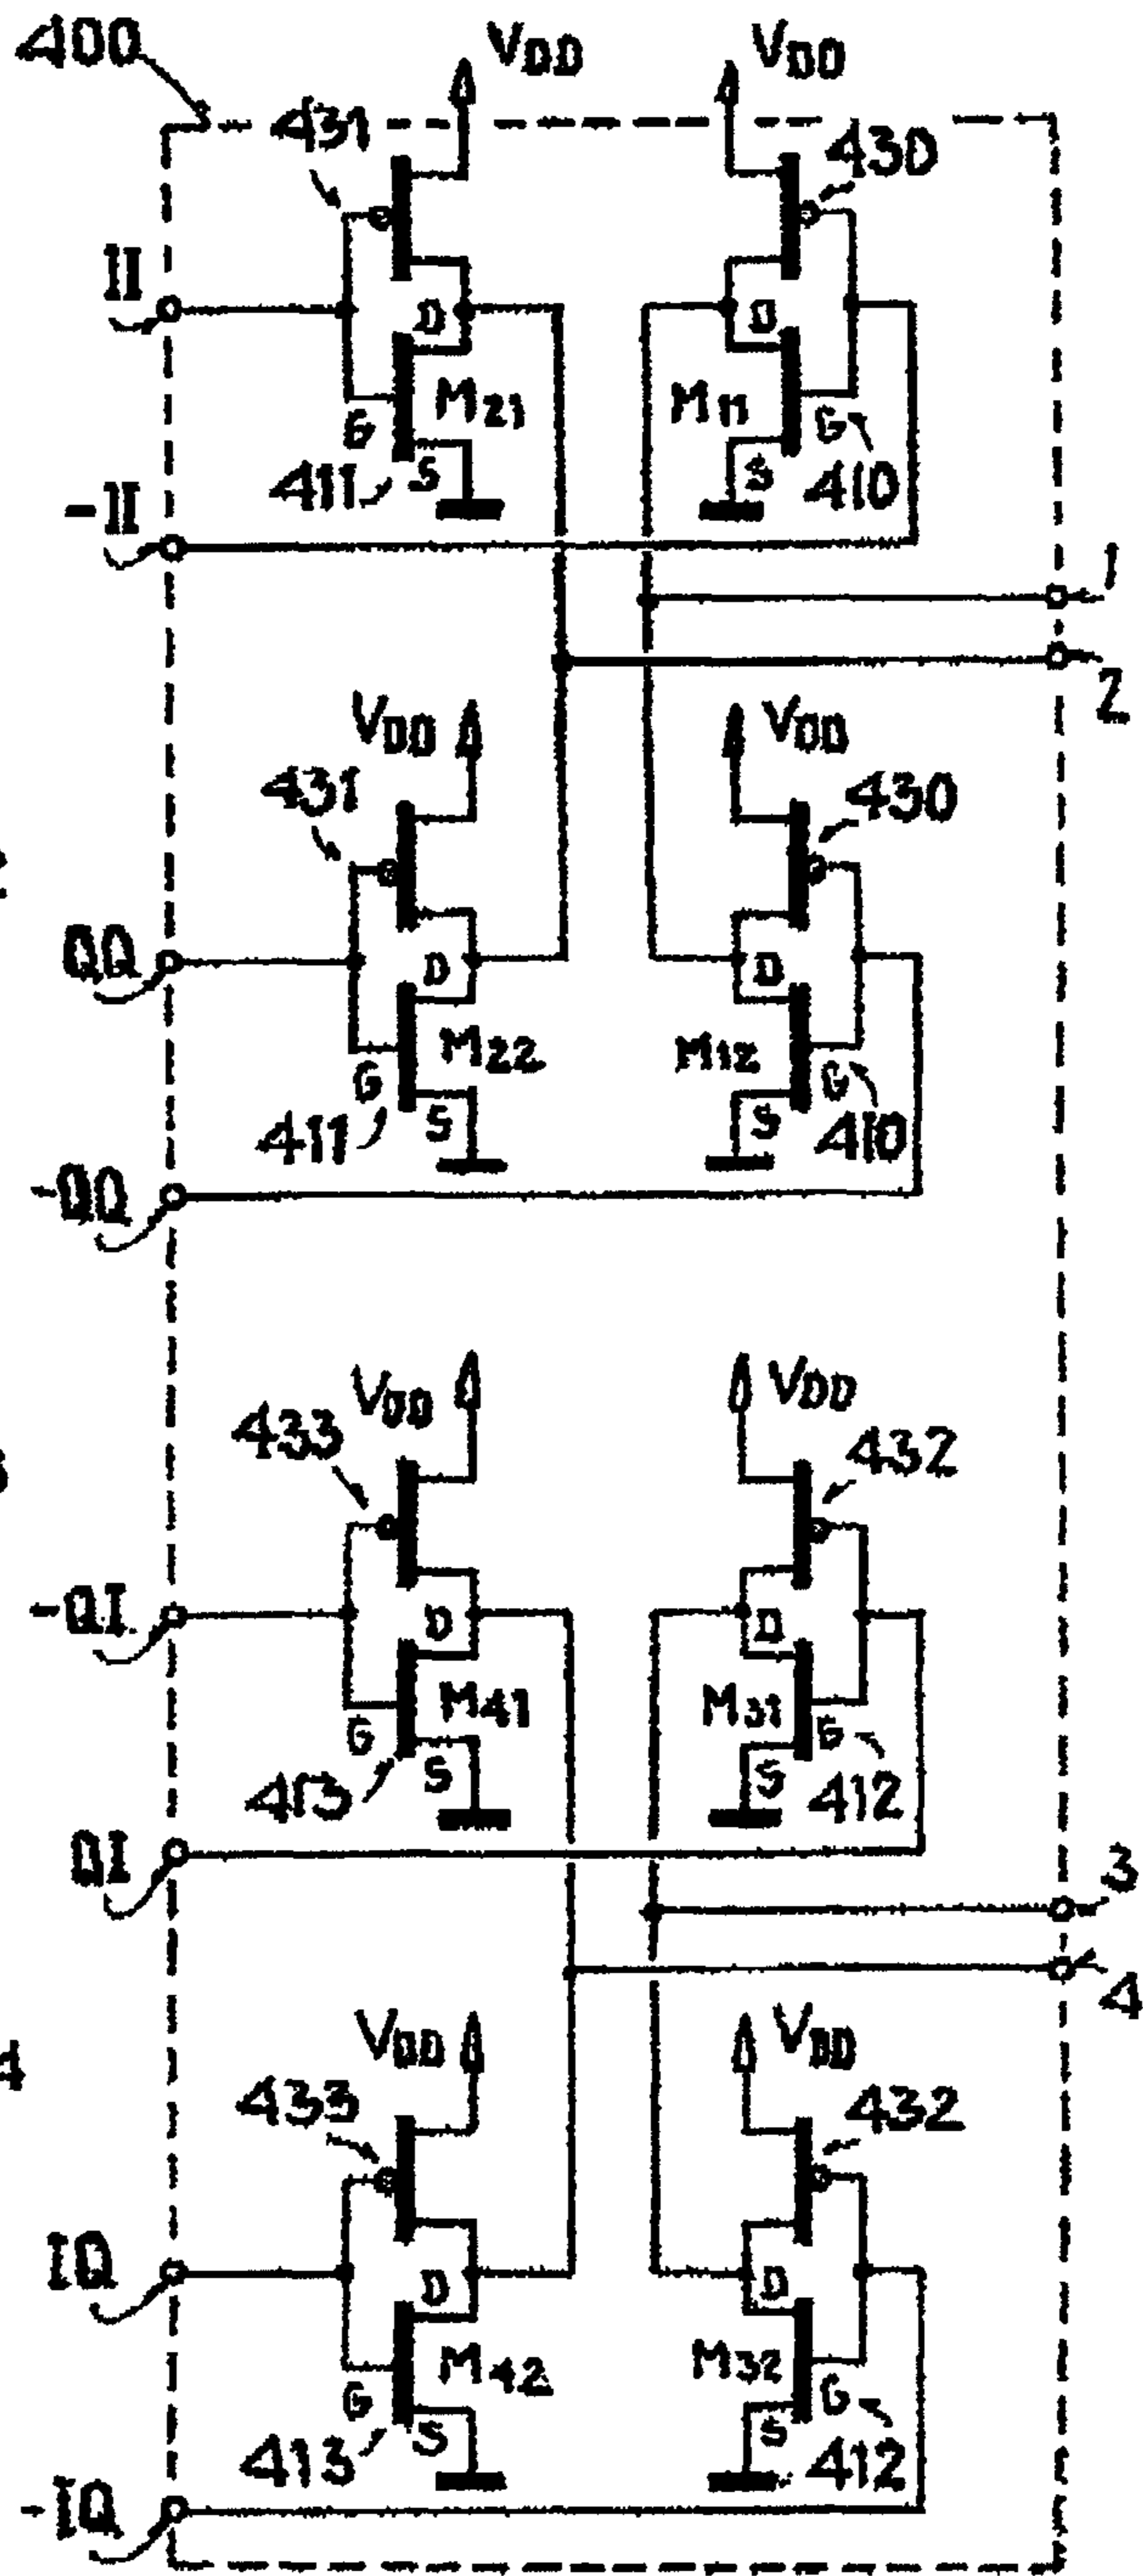 400
VDD VDD
431 430
II
D D
M21 M11
G G
411 S S 410
-II
1
2
VDD VDD
431 430
QQ
D D
M22 M12
G G
411 S S 410
-QQ
VDD VDD
433 432
-QI
D D
M41 M31
G G
413 S S 412
QI
3
4
VDD VDD
433 432
IQ
D D
M42 M32
G G
413 S S 412
-IQ